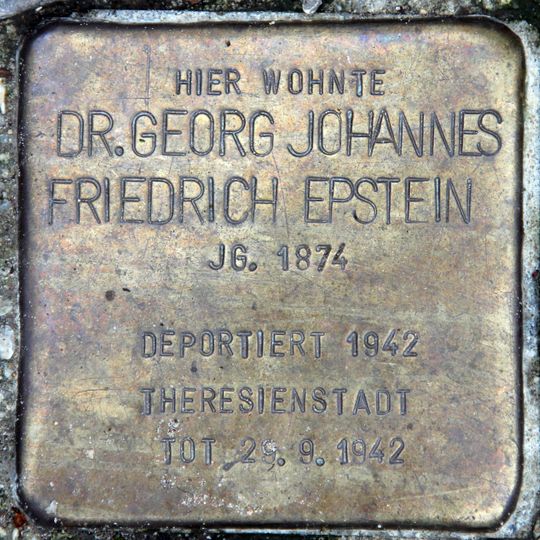 HIER WOHNTE
DR. GEORG JOHANNES
FRIEDRICH EPSTEIN
JG. 1874
DEPORTIERT 1942
THERESIENSTADT
TOT 29.9.1942